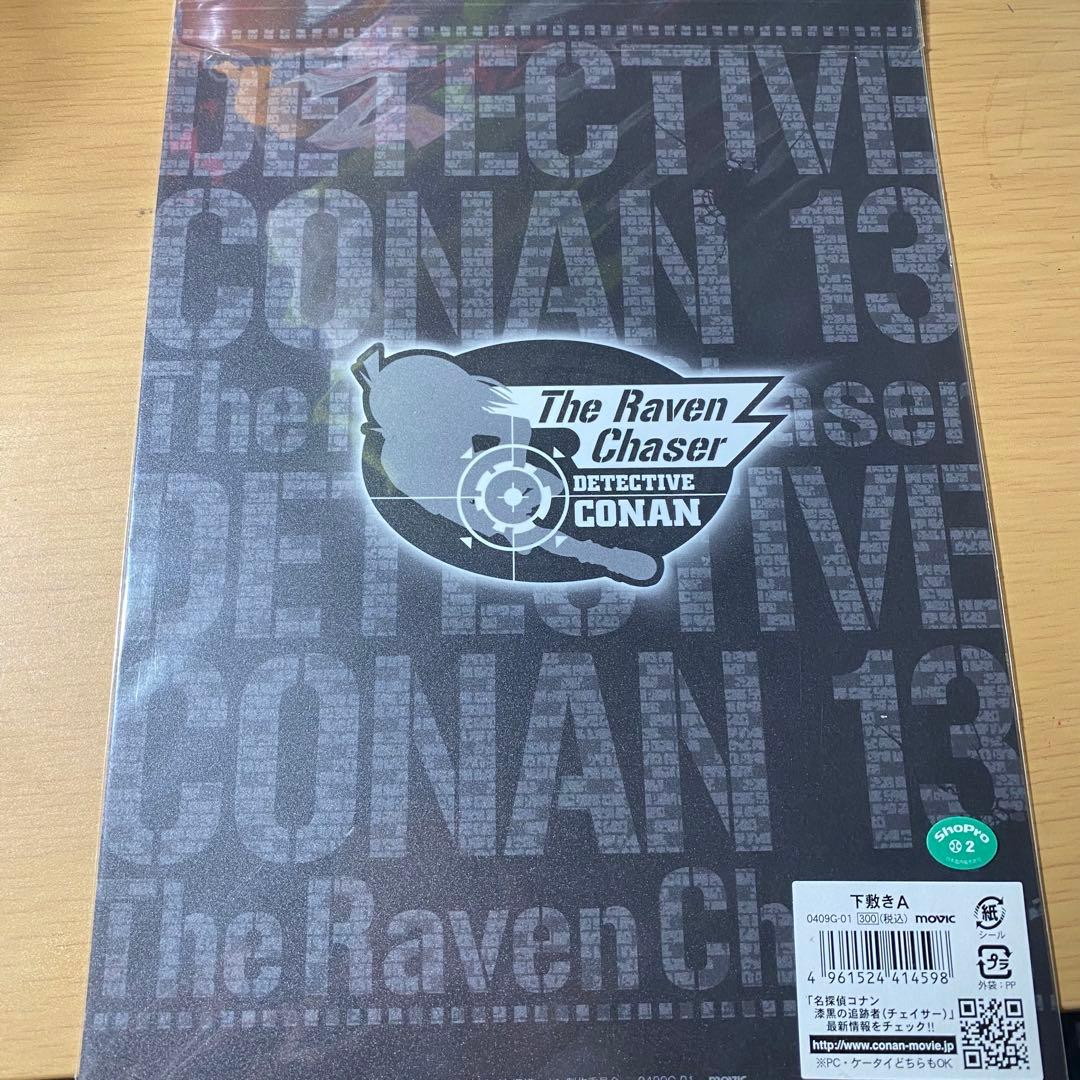 DETECTIVE
CONAN 13
The Raven
Chaser
DETECTIVE
CONAN
DETECTIVE
CONAN 13
The Raven Ch
ShoPro
2
下敷きA
0409G-01 300 (税込) movic
4 961524 414598
紙
シール
プラ
外袋：PP
「名探偵コナン
漆黒の追跡者(チェイサー)」
最新情報をチェック!!
http://www.conan-movie.jp
※PC・ケータイどちらもOK
0409G-01 movic